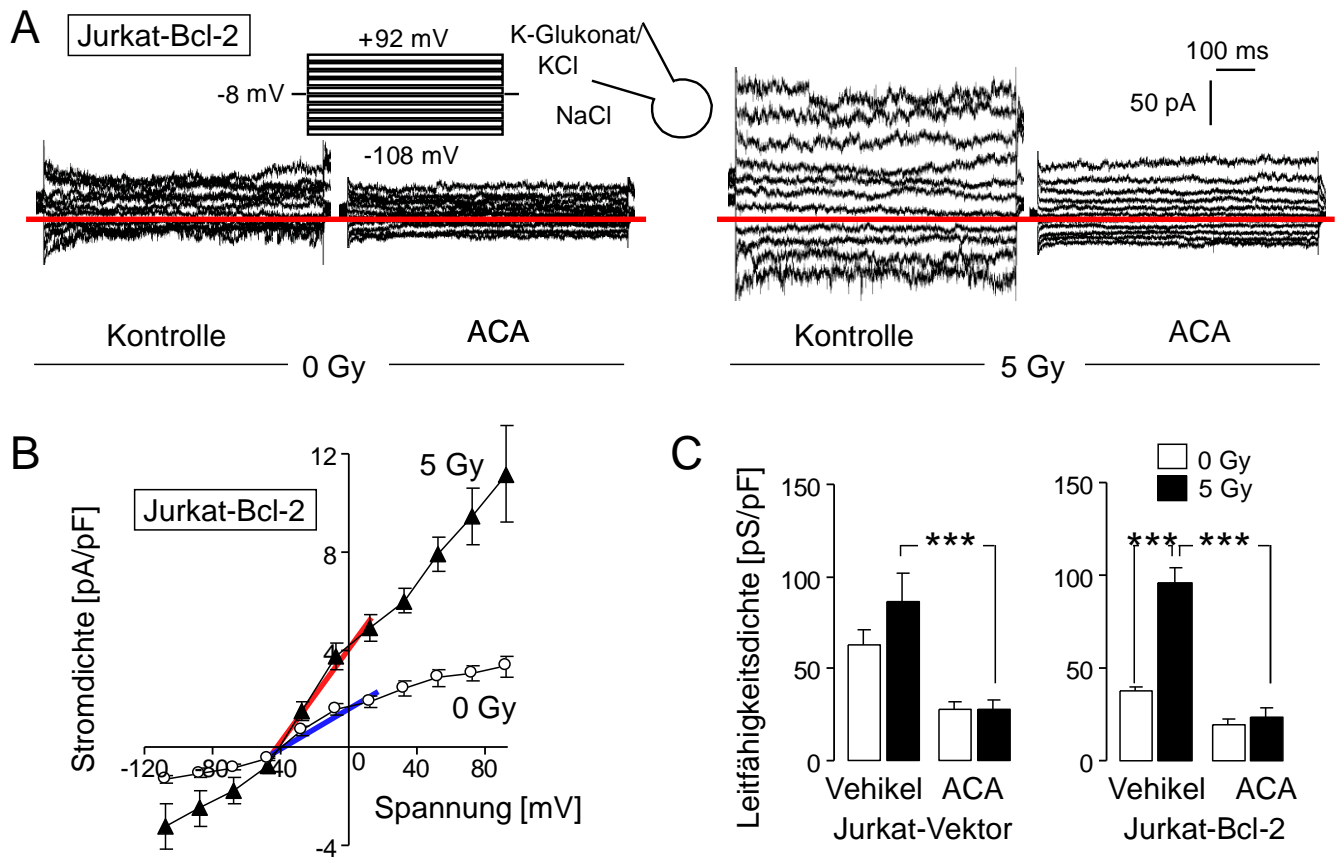 A
Jurkat-Bcl-2
+92 mV
-8 mV
-108 mV
K-Glukonat/
KCl
NaCl
100 ms
50 pA
Kontrolle
ACA
0 Gy
Kontrolle
ACA
5 Gy
B
Jurkat-Bcl-2
Stromdichte [pA/pF]
12
8
4
-4
-120
-80
-40
0
40
80
5 Gy
0 Gy
Spannung [mV]
C
0 Gy
5 Gy
Leitfähigkeitsdichte [pS/pF]
150
100
50
0
***
Vehikel
ACA
Jurkat-Vektor
150
100
50
0
***
***
Vehikel
ACA
Jurkat-Bcl-2